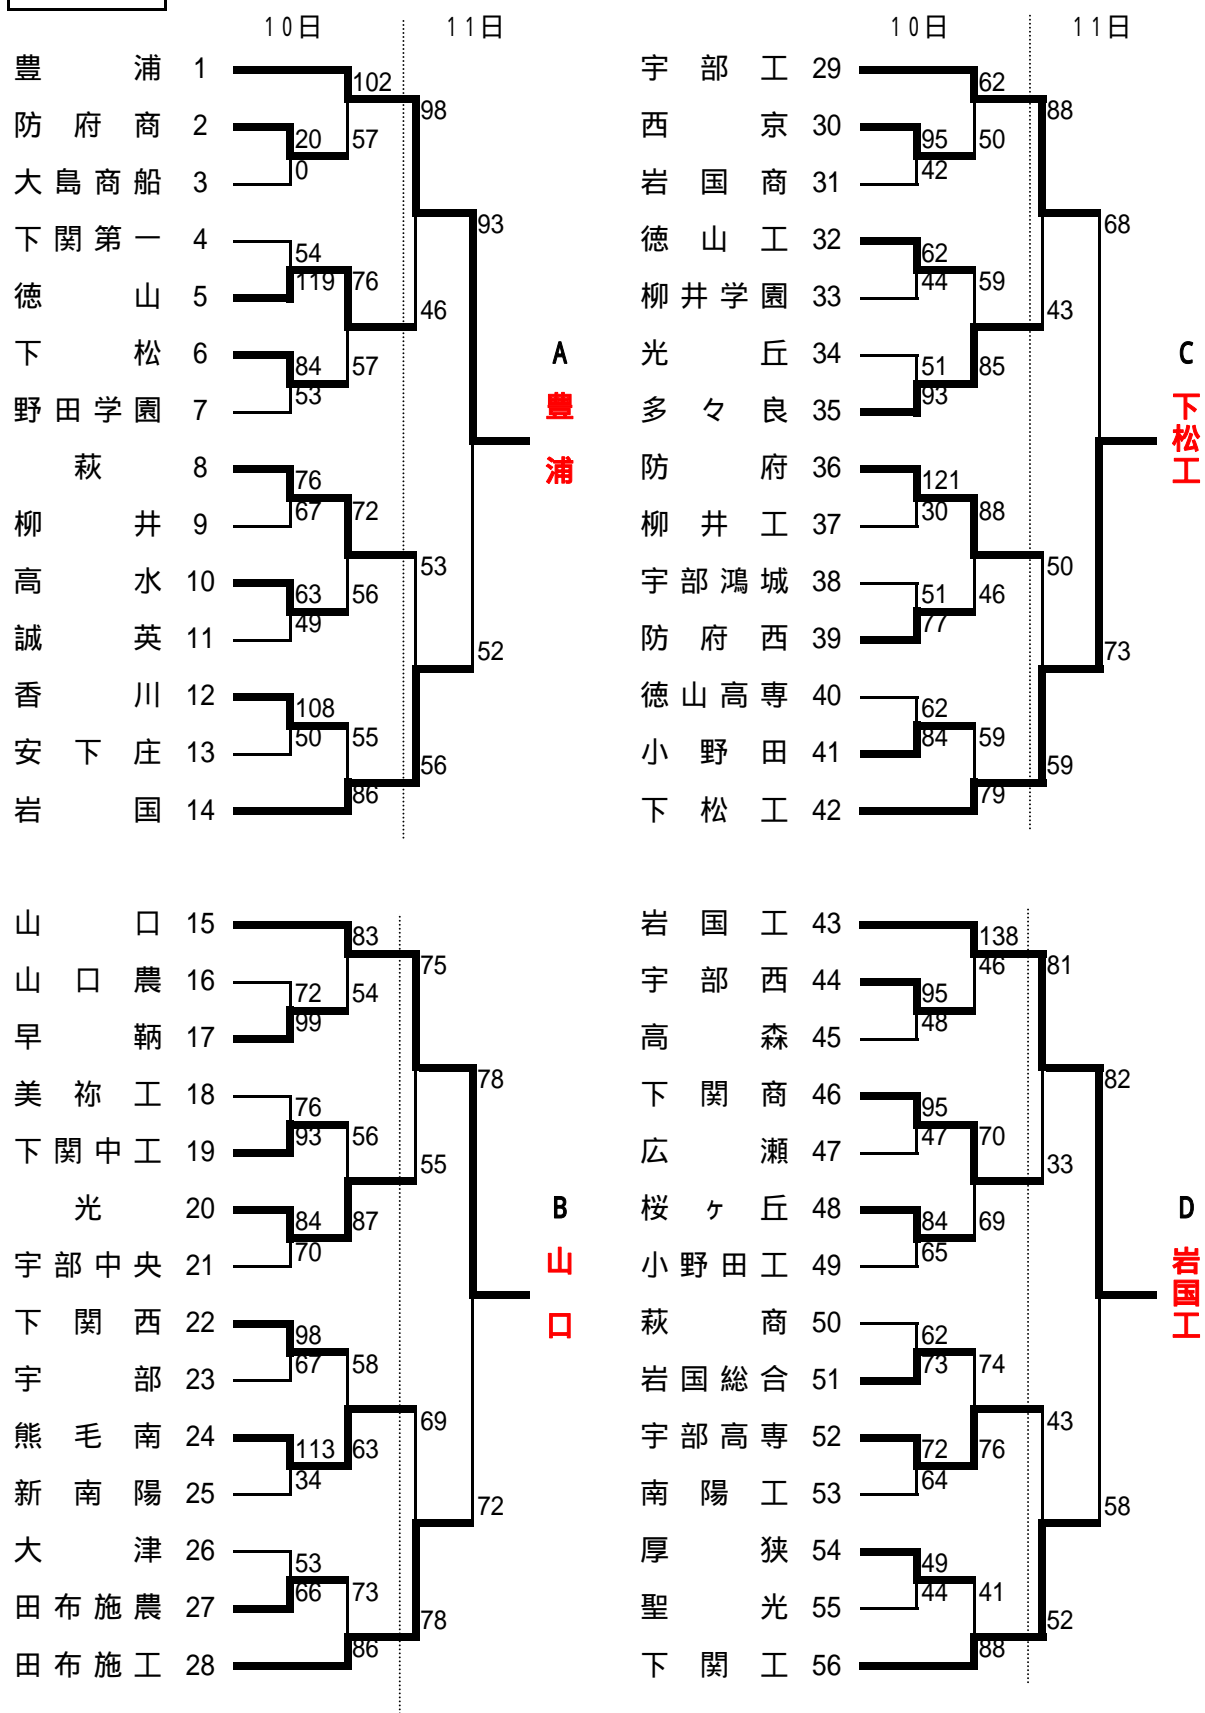 10日 11日
豊浦 1
102
98
防府商 2
20
57
大島商船 3
0
93
下関第一 4
54
徳山 5
119
76
46
下松 6
84
57
A
野田学園 7
53
豊浦
萩 8
76
柳井 9
67
72
53
高水 10
63
56
誠英 11
49
52
香川 12
108
安下庄 13
50
55
56
岩国 14
86
10日 11日
宇部工 29
62
88
西京 30
95
50
岩国商 31
42
68
徳山工 32
62
柳井学園 33
44
59
43
光丘 34
51
85
C
多々良 35
93
下松工
防府 36
121
柳井工 37
30
88
50
宇部鴻城 38
51
46
防府西 39
77
73
徳山高専 40
62
小野田 41
84
59
59
下松工 42
79
山口 15
83
75
山口農 16
72
54
早鞆 17
99
78
美祢工 18
76
下関中工 19
93
56
55
光 20
84
87
B
宇部中央 21
70
山口
下関西 22
98
宇部 23
67
58
69
熊毛南 24
113
63
新南陽 25
34
72
大津 26
53
田布施農 27
66
73
78
田布施工 28
86
岩国工 43
138
46
81
宇部西 44
95
高森 45
48
82
下関商 46
95
広瀬 47
47
70
33
桜ヶ丘 48
84
69
D
小野田工 49
65
岩国工
萩商 50
62
岩国総合 51
73
74
43
宇部高専 52
72
76
南陽工 53
64
58
厚狭 54
49
聖光 55
44
41
52
下関工 56
88